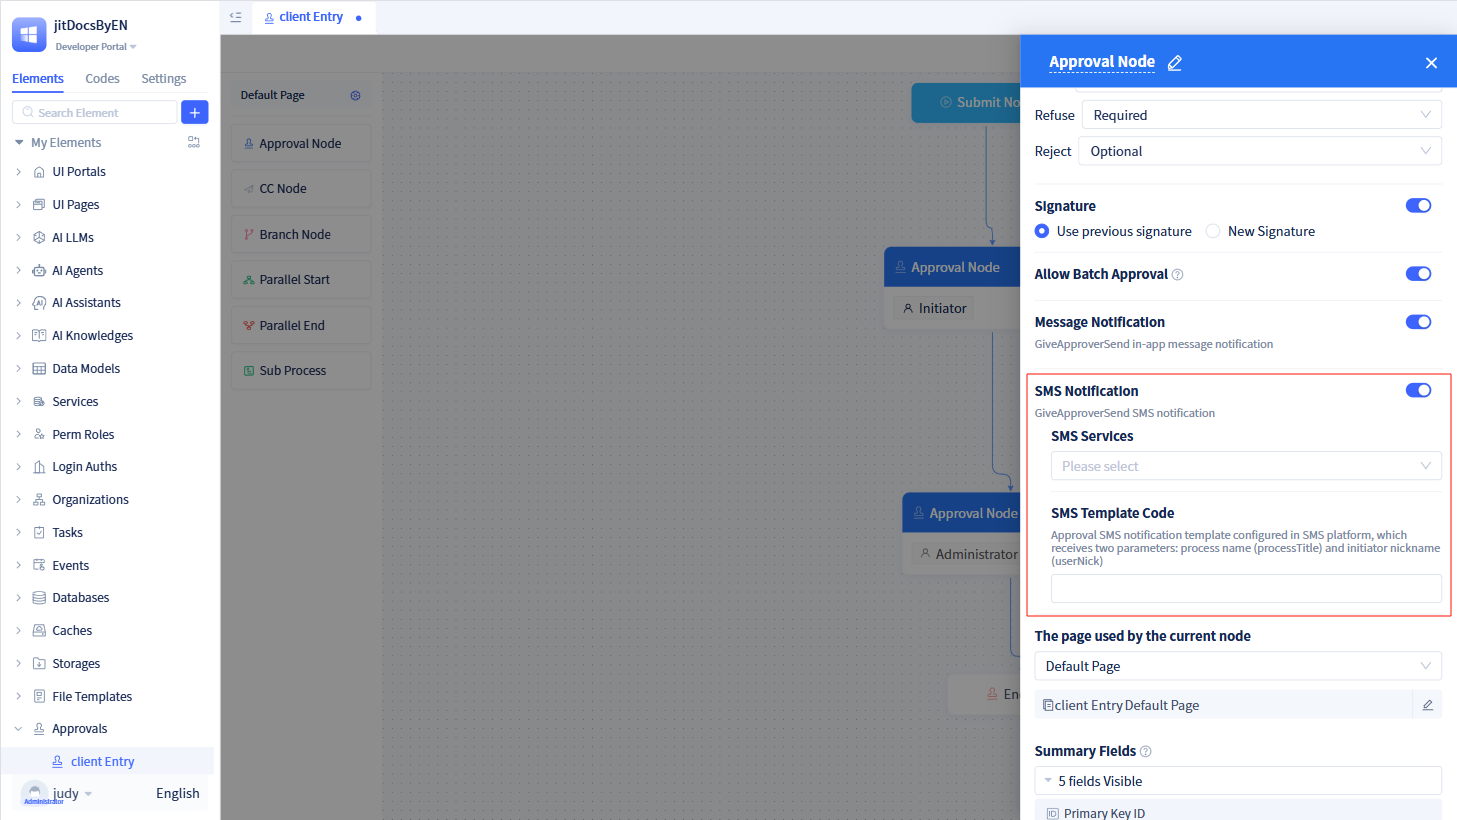 jitDocsByEN
Developer Portal
Elements Codes Settings
Search Element
My Elements
UI Portals
UI Pages
AI LLMs
AI Agents
AI Assistants
AI Knowledges
Data Models
Services
Perm Roles
Login Auths
Organizations
Tasks
Events
Databases
Caches
Storages
File Templates
Approvals
client Entry
judy
Administrator
English
client Entry
Default Page
Approval Node
CC Node
Branch Node
Parallel Start
Parallel End
Sub Process
Submit No
Approval Node
Initiator
Approval Node
Administrator
En
Approval Node
Refuse Required
Reject Optional
Signature
Use previous signature New Signature
Allow Batch Approval
Message Notification
GiveApproverSend in-app message notification
SMS Notification
GiveApproverSend SMS notification
SMS Services
Please select
SMS Template Code
Approval SMS notification template configured in SMS platform, which
receives two parameters: process name (processTitle) and initiator nickname
(userNick)
The page used by the current node
Default Page
client Entry Default Page
Summary Fields
5 fields Visible
ID Primary Key ID